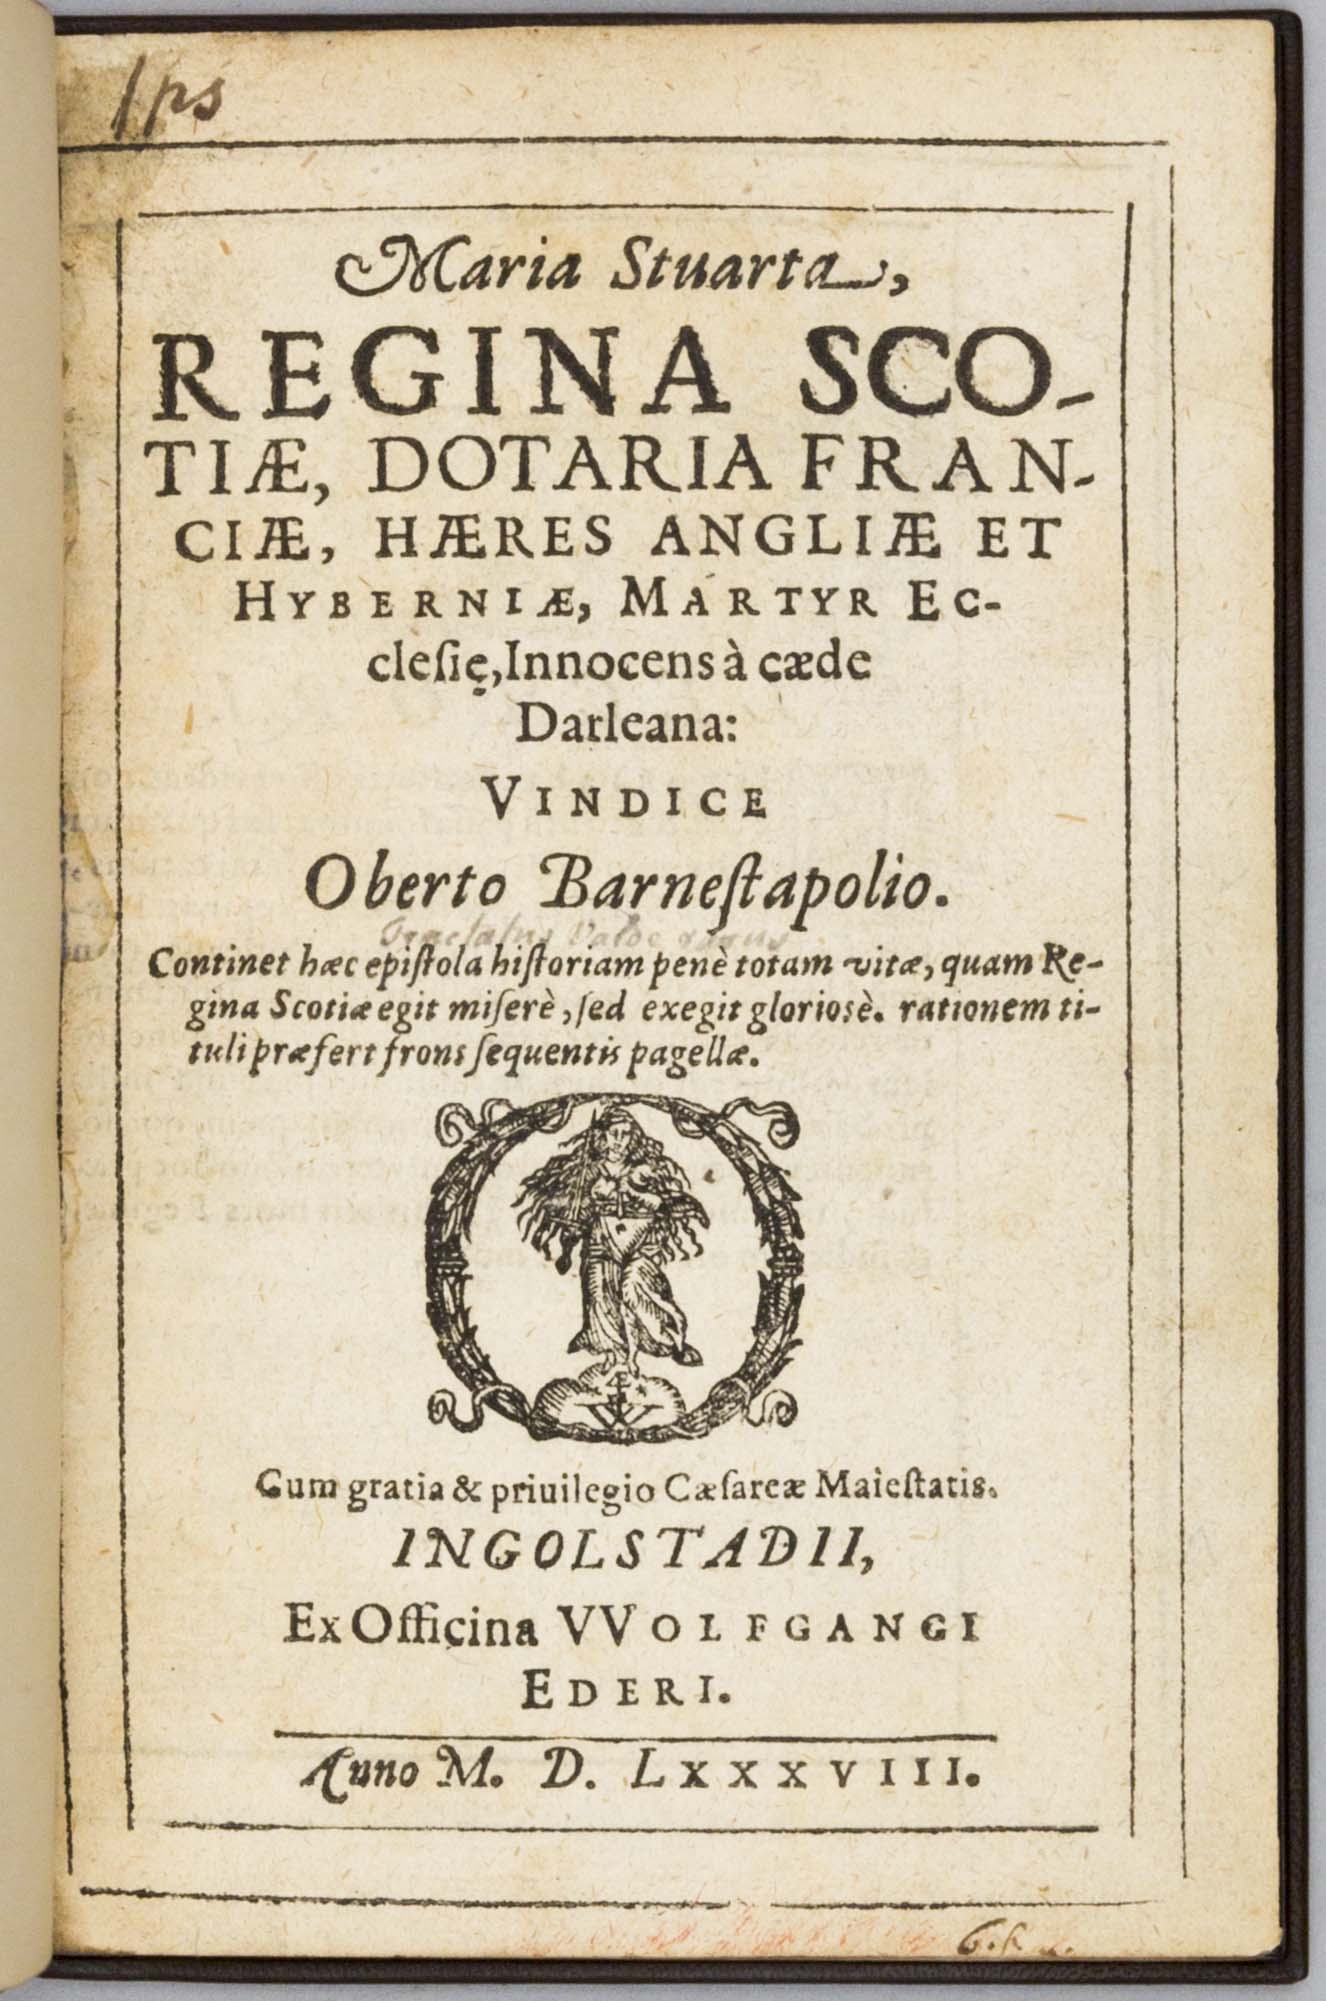 Maria Stuarta,
REGINA SCO-
TIÆ, DOTARIA FRAN-
CIÆ, HÆRES ANGLIÆ ET
HYBERNIÆ, MARTYR EC-
cleſię, Innocens à cæde
Darleana:
VINDICE
Oberto Barneſtapolio.
Continet hæc epiſtola hiſtoriam penè totam vitæ, quam Re-
gina Scotiæ egit miſerè, ſed exegit gloriosè. rationem ti-
tuli præfert frons ſequentis pagellæ.
Cum gratia & priuilegio Cæſareæ Maieſtatis.
INGOLSTADII,
Ex Officina VVOLFGANGI
EDERI.
Anno M. D. LXXXVIII.